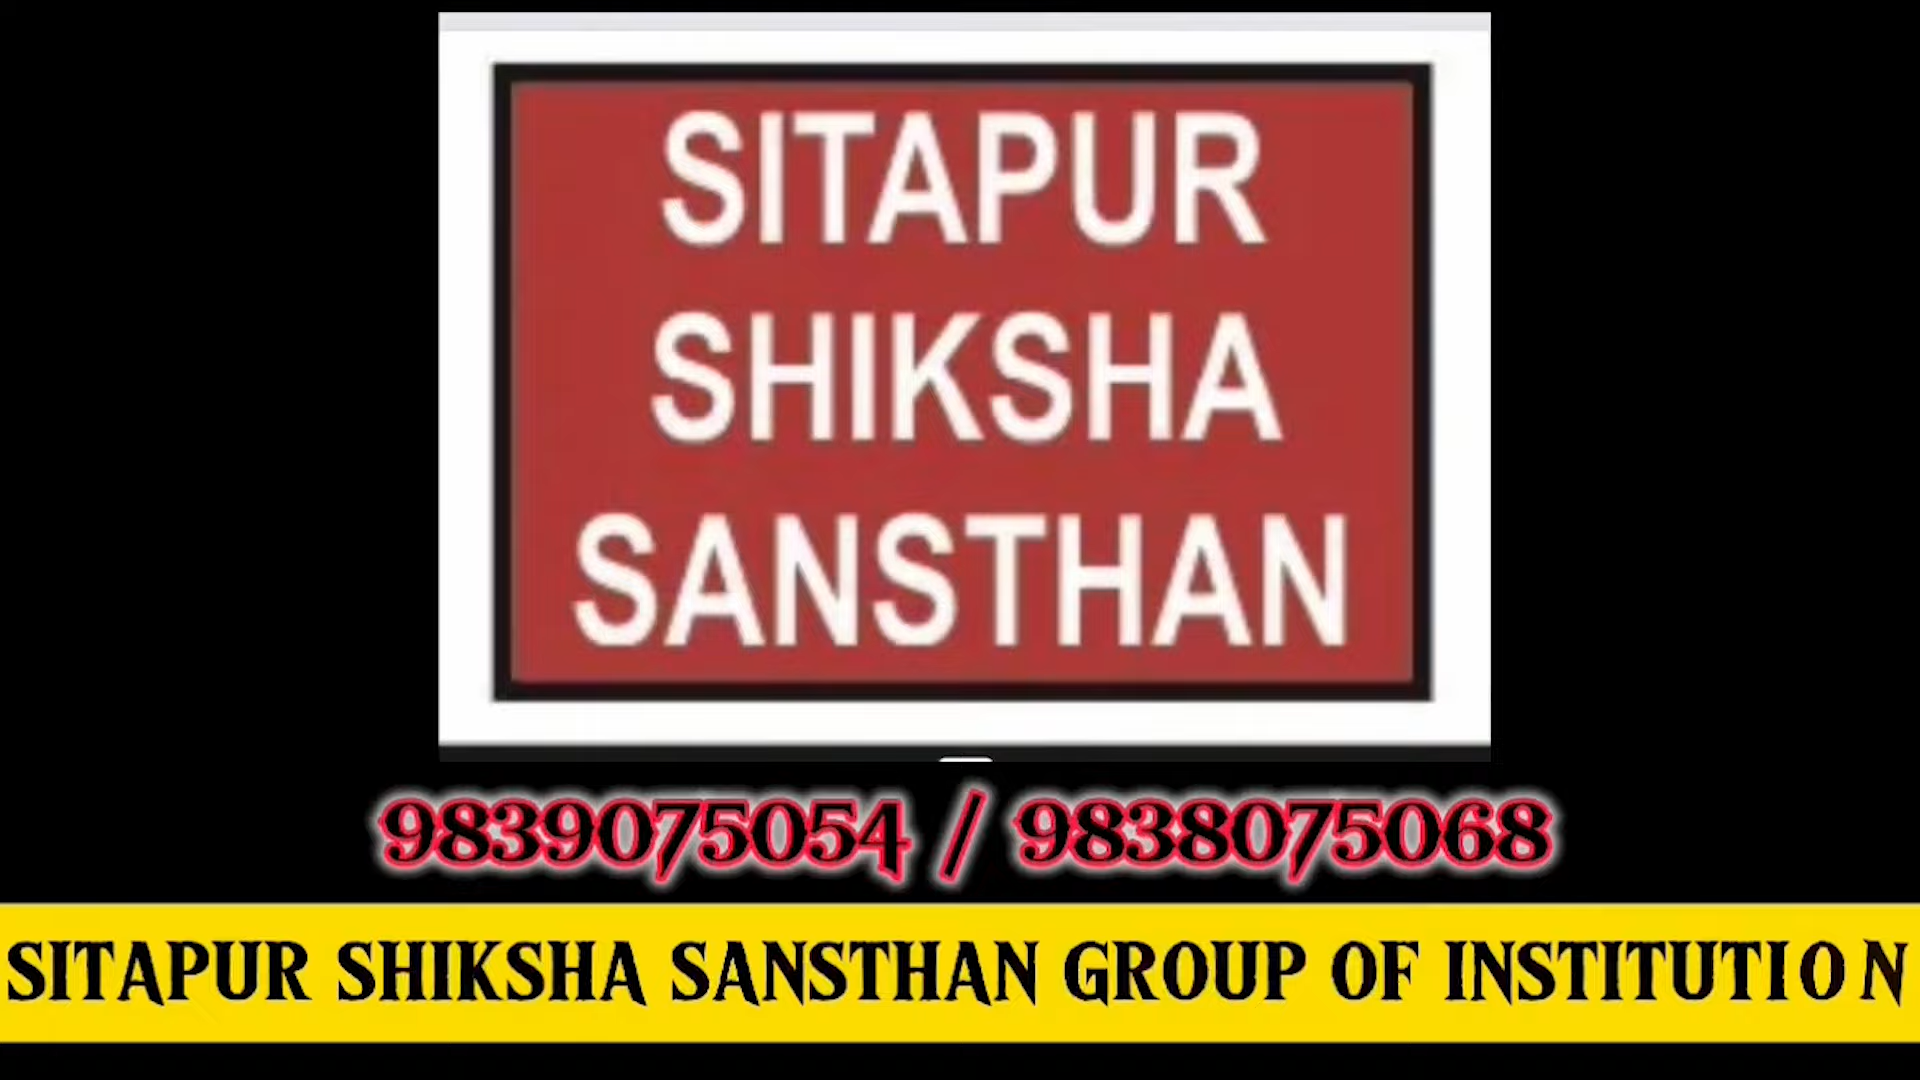 SITAPUR
SHIKSHA
SANSTHAN
9839075054 / 9838075068
SITAPUR SHIKSHA SANSTHAN GROUP OF INSTITUTION